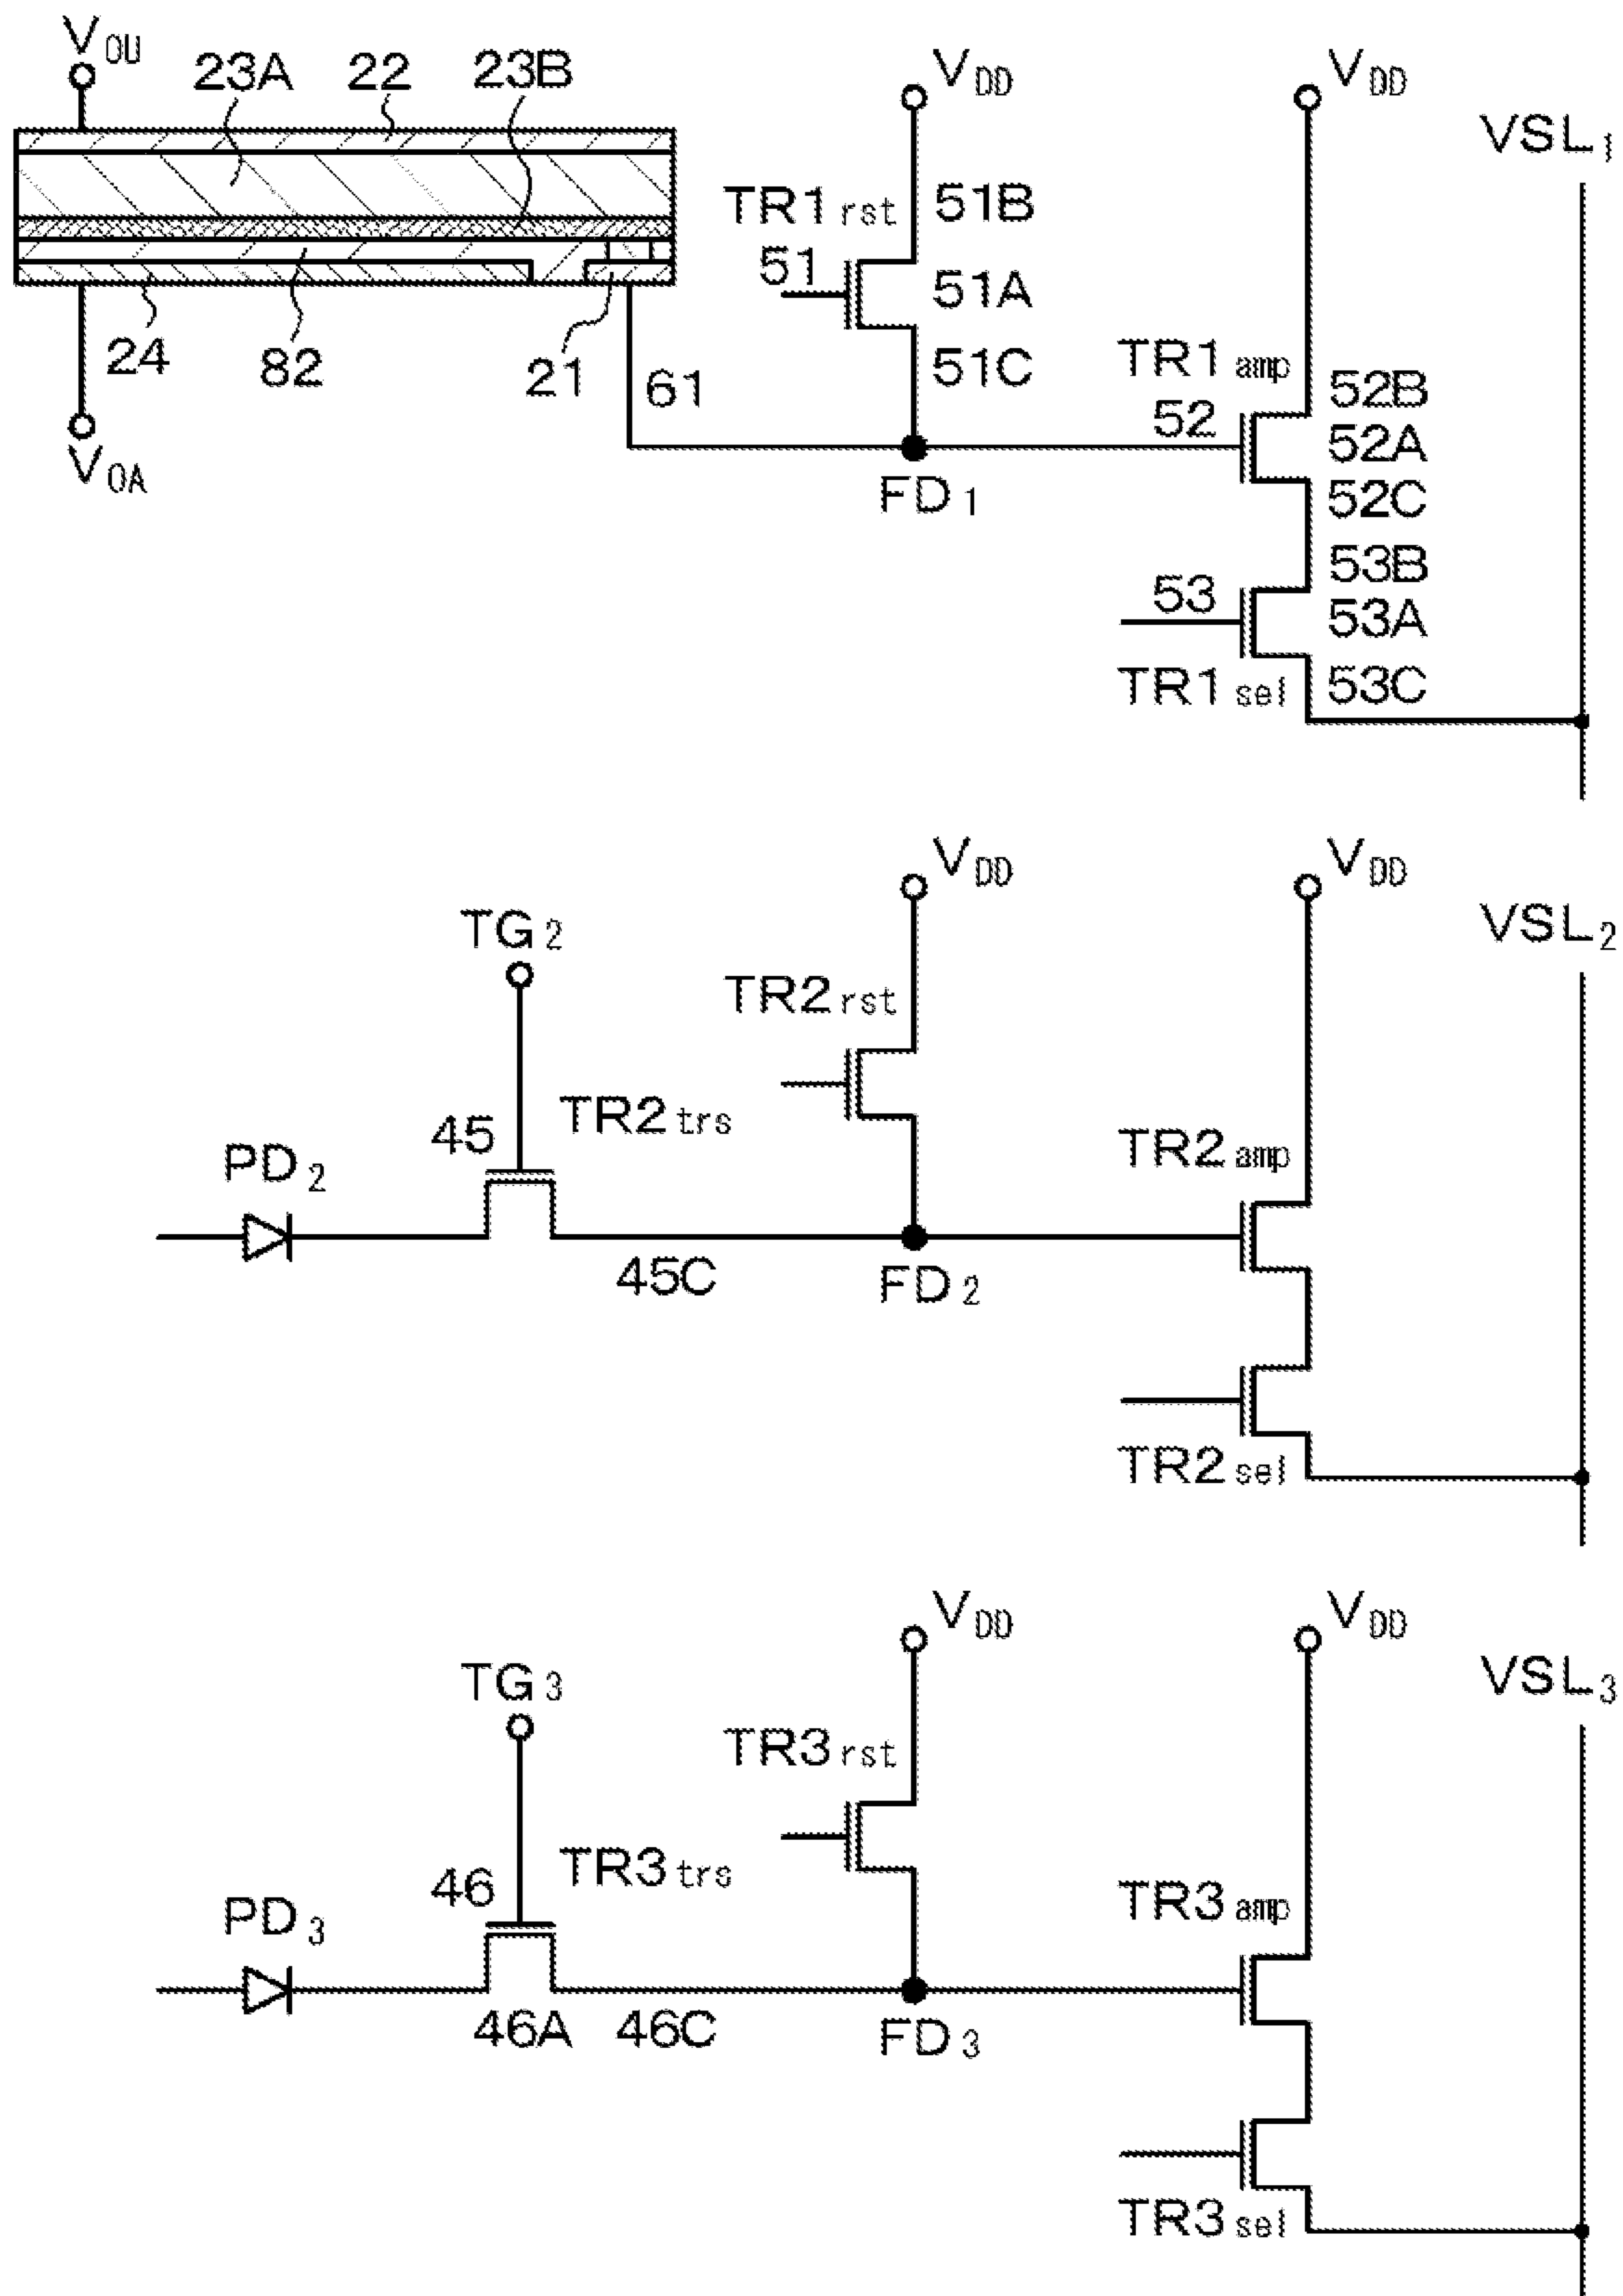 VOU
23A 22 23B
VDD
VDD
VSL1
TR1rst
51B
51
51A
51C
24 82 21 61
VOA
TR1amp
52
52B
52A
52C
FD1
53B
53
53A
TR1sel
53C
VDD
VDD
VSL2
TG2
TR2rst
45
TR2trs
PD2
TR2amp
45C
FD2
TR2sel
VDD
VDD
VSL3
TG3
TR3rst
46
TR3trs
PD3
TR3amp
46A 46C
FD3
TR3sel